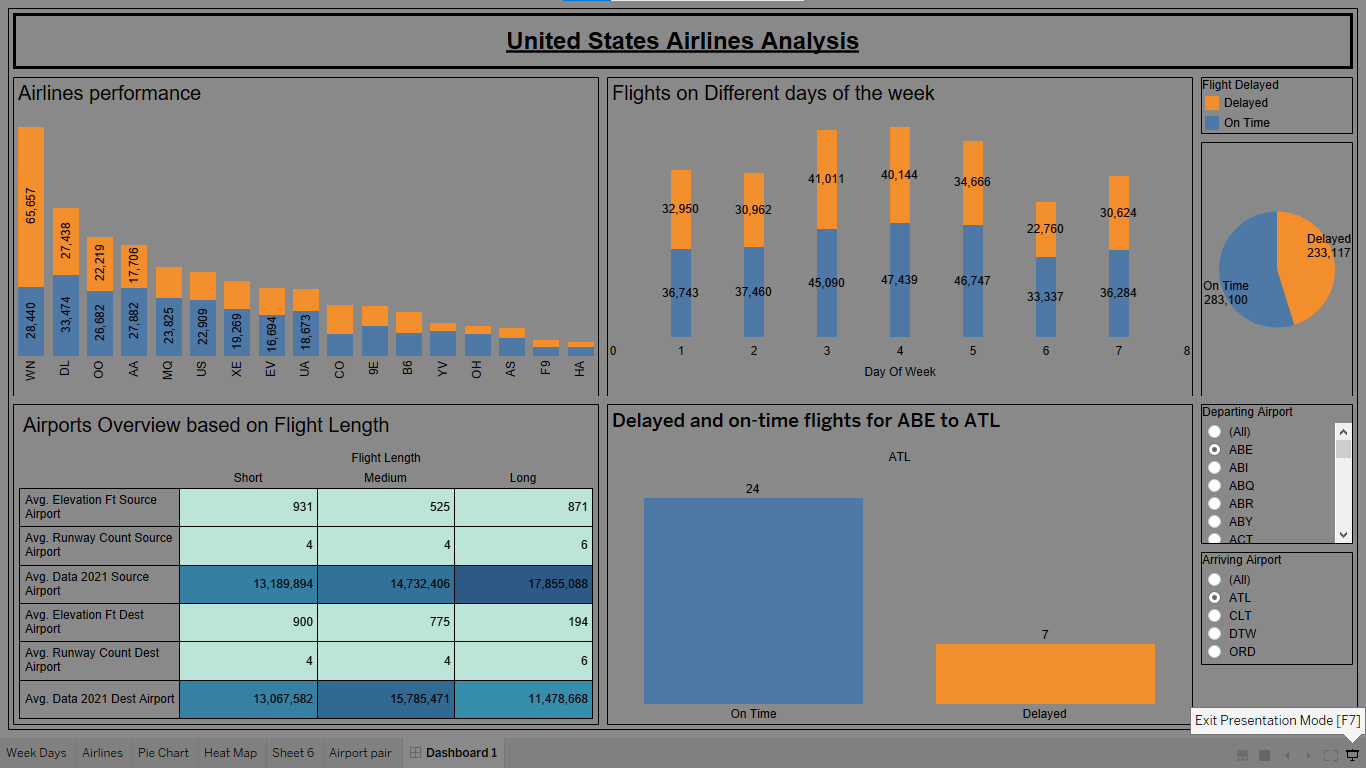 United States Airlines Analysis
Airlines performance
65,657
28,440
27,438
33,474
22,219
26,682
17,706
27,882
23,825
22,909
19,269
16,694
18,673
WN DL OO AA MQ US XE EV UA CO 9E B6 YV OH AS F9 HA
Flights on Different days of the week
32,950 30,962 41,011 40,144 34,666 22,760 30,624
36,743 37,460 45,090 47,439 46,747 33,337 36,284
0 1 2 3 4 5 6 7 8
Day Of Week
Flight Delayed
Delayed
On Time
Delayed
233,117
On Time
283,100
Airports Overview based on Flight Length
Flight Length
Short Medium Long
Avg. Elevation Ft Source
Airport
931 525 871
Avg. Runway Count Source
Airport
4 4 6
Avg. Data 2021 Source
Airport
13,189,894 14,732,406 17,855,088
Avg. Elevation Ft Dest
Airport
900 775 194
Avg. Runway Count Dest
Airport
4 4 6
Avg. Data 2021 Dest Airport 13,067,582 15,785,471 11,478,668
Delayed and on-time flights for ABE to ATL
ATL
24
7
On Time Delayed
Departing Airport
(All)
ABE
ABI
ABQ
ABR
ABY
ACT
Arriving Airport
(All)
ATL
CLT
DTW
ORD
Exit Presentation Mode [F7]
Week Days Airlines Pie Chart Heat Map Sheet 6 Airport pair Dashboard 1